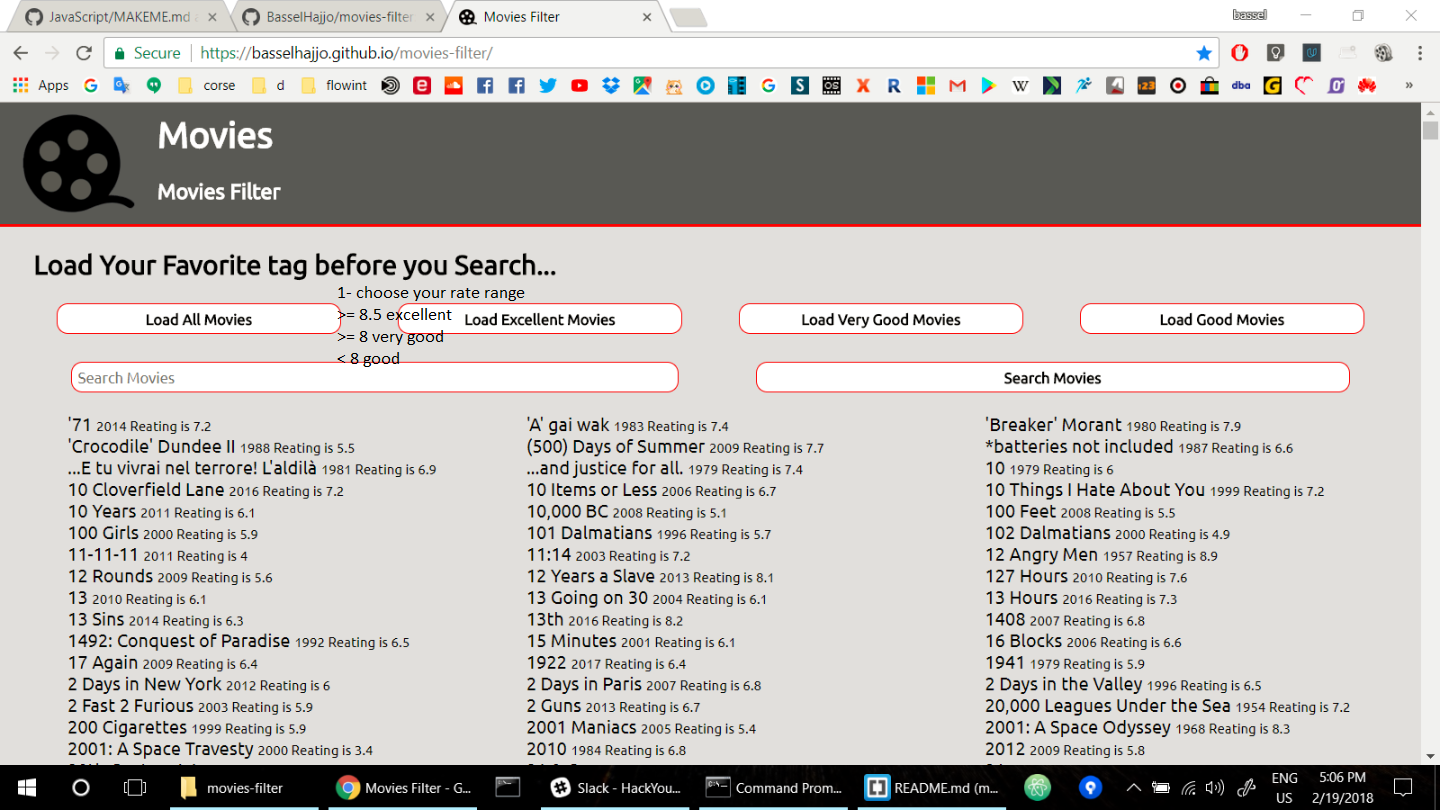 JavaScript/MAKEME.md
BasselHajjo/movies-filter
Movies Filter
bassel
Secure
https://basselhajjo.github.io/movies-filter/
Apps
corse
d
flowint
dba
»
Movies
Movies Filter
Load Your Favorite tag before you Search...
1- choose your rate range
>= 8.5 excellent
>= 8 very good
< 8 good
Load All Movies
Load Excellent Movies
Load Very Good Movies
Load Good Movies
Search Movies
Search Movies
'71 2014 Reating is 7.2
'A' gai wak 1983 Reating is 7.4
'Breaker' Morant 1980 Reating is 7.9
'Crocodile' Dundee II 1988 Reating is 5.5
(500) Days of Summer 2009 Reating is 7.7
*batteries not included 1987 Reating is 6.6
...E tu vivrai nel terrore! L'aldilà 1981 Reating is 6.9
...and justice for all. 1979 Reating is 7.4
10 1979 Reating is 6
10 Cloverfield Lane 2016 Reating is 7.2
10 Items or Less 2006 Reating is 6.7
10 Things I Hate About You 1999 Reating is 7.2
10 Years 2011 Reating is 6.1
10,000 BC 2008 Reating is 5.1
100 Feet 2008 Reating is 5.5
100 Girls 2000 Reating is 5.9
101 Dalmatians 1996 Reating is 5.7
102 Dalmatians 2000 Reating is 4.9
11-11-11 2011 Reating is 4
11:14 2003 Reating is 7.2
12 Angry Men 1957 Reating is 8.9
12 Rounds 2009 Reating is 5.6
12 Years a Slave 2013 Reating is 8.1
127 Hours 2010 Reating is 7.6
13 2010 Reating is 6.1
13 Going on 30 2004 Reating is 6.1
13 Hours 2016 Reating is 7.3
13 Sins 2014 Reating is 6.3
13th 2016 Reating is 8.2
1408 2007 Reating is 6.8
1492: Conquest of Paradise 1992 Reating is 6.5
15 Minutes 2001 Reating is 6.1
16 Blocks 2006 Reating is 6.6
17 Again 2009 Reating is 6.4
1922 2017 Reating is 6.4
1941 1979 Reating is 5.9
2 Days in New York 2012 Reating is 6
2 Days in Paris 2007 Reating is 6.8
2 Days in the Valley 1996 Reating is 6.5
2 Fast 2 Furious 2003 Reating is 5.9
2 Guns 2013 Reating is 6.7
20,000 Leagues Under the Sea 1954 Reating is 7.2
200 Cigarettes 1999 Reating is 5.9
2001 Maniacs 2005 Reating is 5.4
2001: A Space Odyssey 1968 Reating is 8.3
2001: A Space Travesty 2000 Reating is 3.4
2010 1984 Reating is 6.8
2012 2009 Reating is 5.8
movies-filter
Movies Filter - G...
Slack - HackYou...
Command Prom...
README.md (m...
ENG
US
5:06 PM
2/19/2018